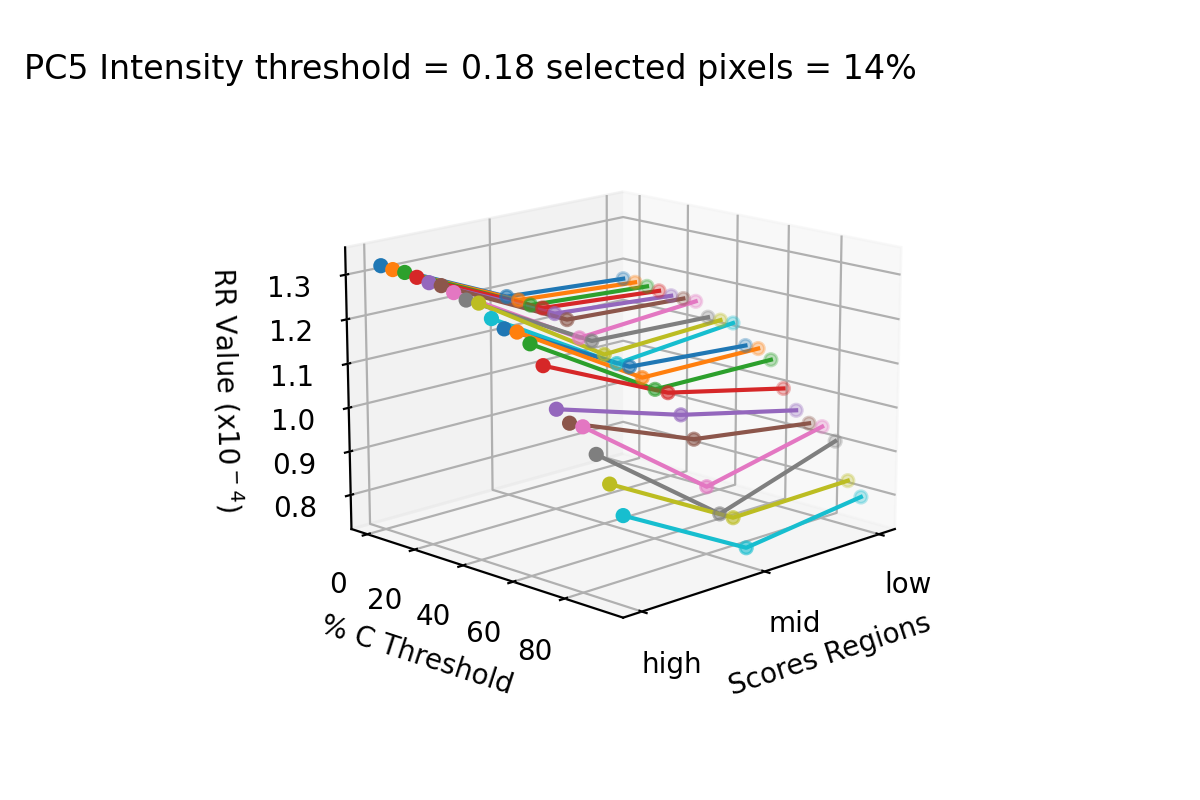 PC5 Intensity threshold = 0.18 selected pixels = 14%
RR Value (x10⁻⁴)
1.3
1.2
1.1
1.0
0.9
0.8
0
20
40
60
80
% C Threshold
high
mid
low
Scores Regions